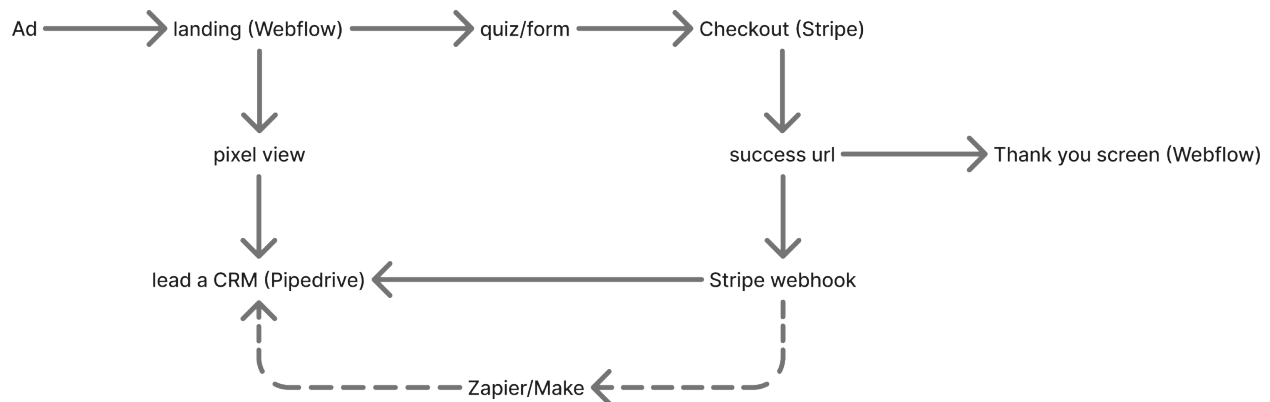 Ad
landing (Webflow)
quiz/form
Checkout (Stripe)
pixel view
success url
Thank you screen (Webflow)
lead a CRM (Pipedrive)
Stripe webhook
Zapier/Make